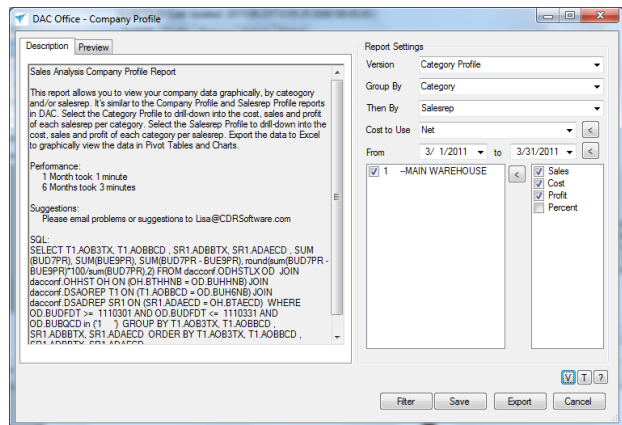 DAC Office - Company Profile
Description
Preview
Sales Analysis Company Profile Report
This report allows you to view your company data graphically, by cateogory
and/or salesrep. It's similar to the Company Profile and Salesrep Profile reports
in DAC. Select the Category Profile to drill-down into the cost, sales and profit
of each salesrep per category. Select the Salesrep Profile to drill-down into the
cost, sales and profit of each category per salesrep. Export the data to Excel
to graphically view the data in Pivot Tables and Charts.
Perfomance:
1 Month took 1 minute
6 Months took 3 minutes
Suggestions:
Please email problems or suggestions to Lisa@CDRSoftware.com
SQL:
SELECT T1.AOB3TX, T1.AOBBCD , SR1.ADBBTX, SR1.ADAECD , SUM
(BUD7PR), SUM(BUE9PR), SUM(BUD7PR - BUE9PR), round(sum(BUD7PR -
BUE9PR)*100/sum(BUD7PR),2) FROM dacconf.ODHSTLX OD JOIN
dacconf.OHHST OH ON (OH.BTHHNB = OD.BUHHNB) JOIN
dacconf.DSAOREP T1 ON (T1.AOBBCD = OD.BUH6NB) JOIN
dacconf.DSADREP SR1 ON (SR1.ADAECD = OH.BTAECD) WHERE
OD.BUDFDT >= 1110301 AND OD.BUDFDT <= 1110331 AND
OD.BUBQCD in ('1 ') GROUP BY T1.AOB3TX, T1.AOBBCD ,
SR1.ADBBTX, SR1.ADAECD ORDER BY T1.AOB3TX, T1.AOBBCD ,
SR1.ADBBTX, SR1.ADAECD
Report Settings
Version Category Profile
Group By Category
Then By Salesrep
Cost to Use Net <
From 3/ 1/2011 to 3/31/2011 <
1 --MAIN WAREHOUSE
<
Sales
Cost
Profit
Percent
V T ?
Filter Save Export Cancel